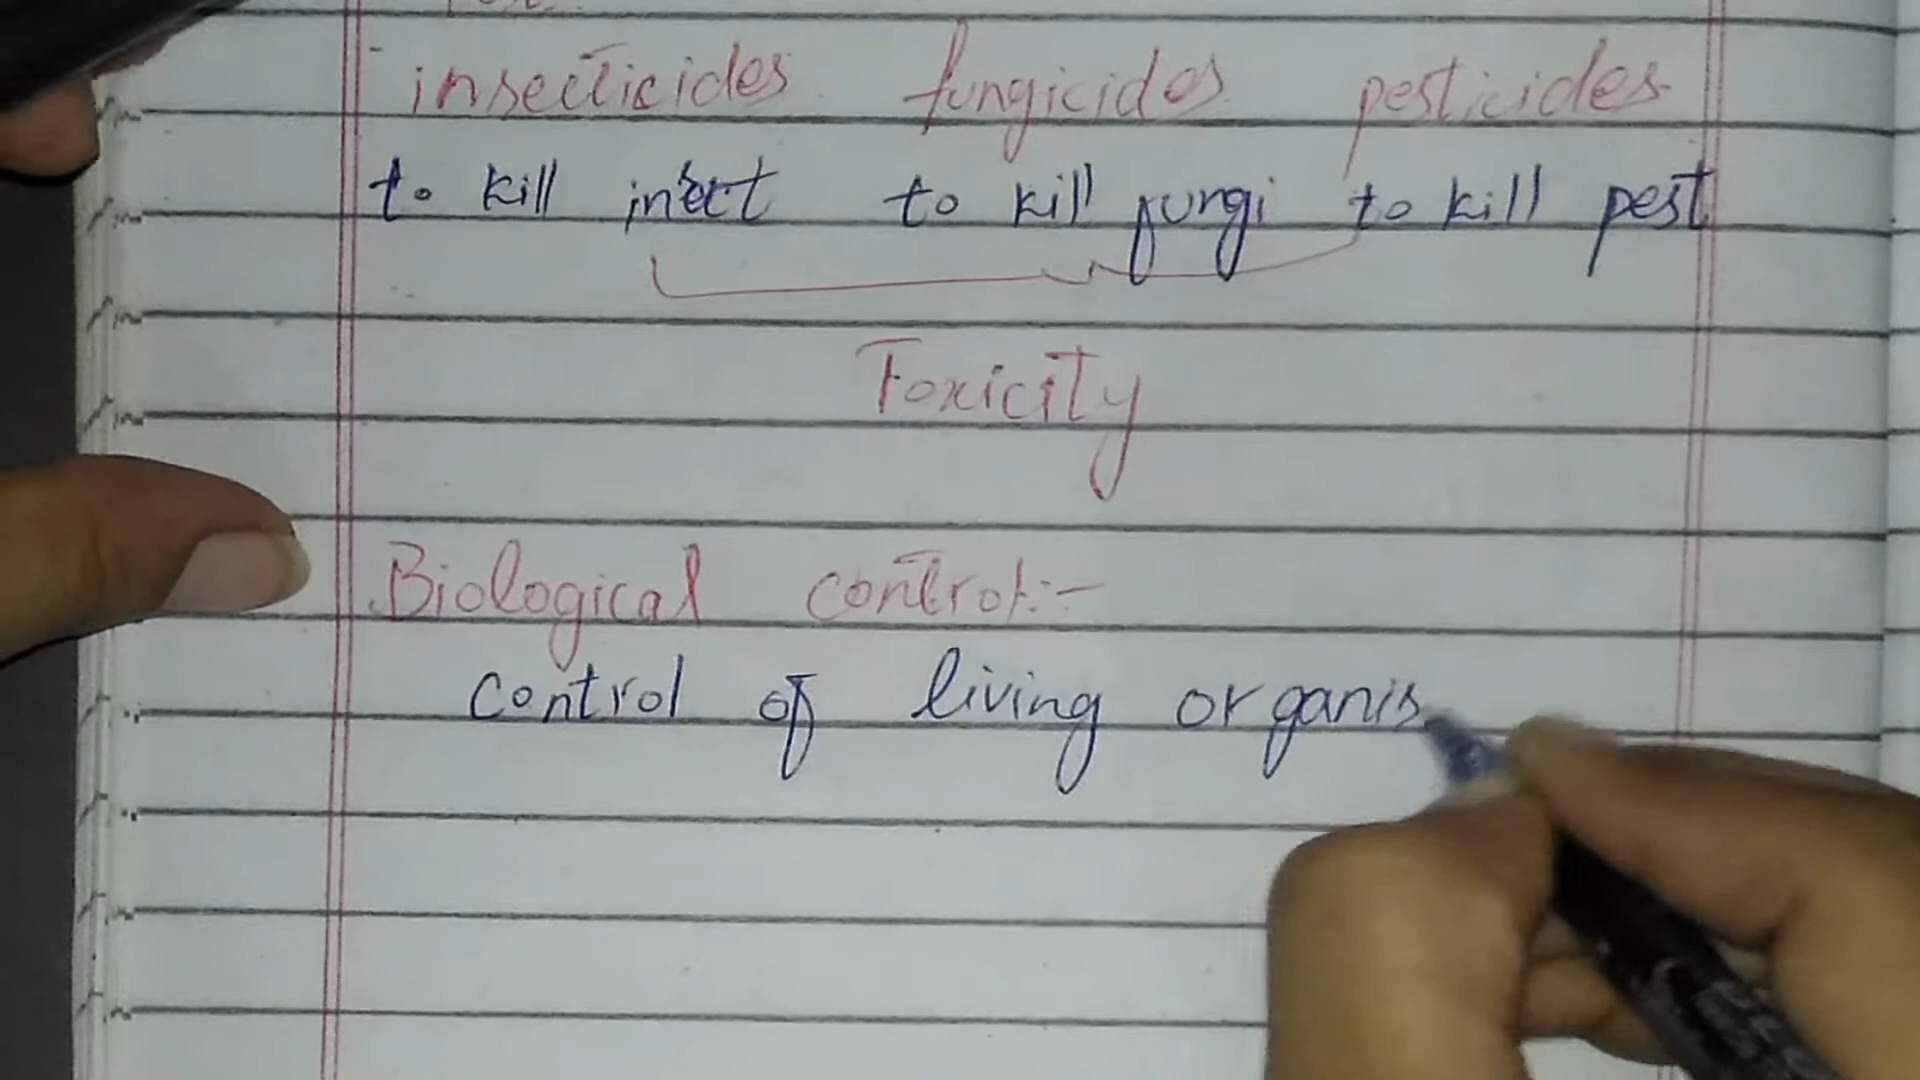 insecticides fungicides pesticides
to kill insect to kill fungi to kill pest
Toxicity
Biological control:-
control of living organis